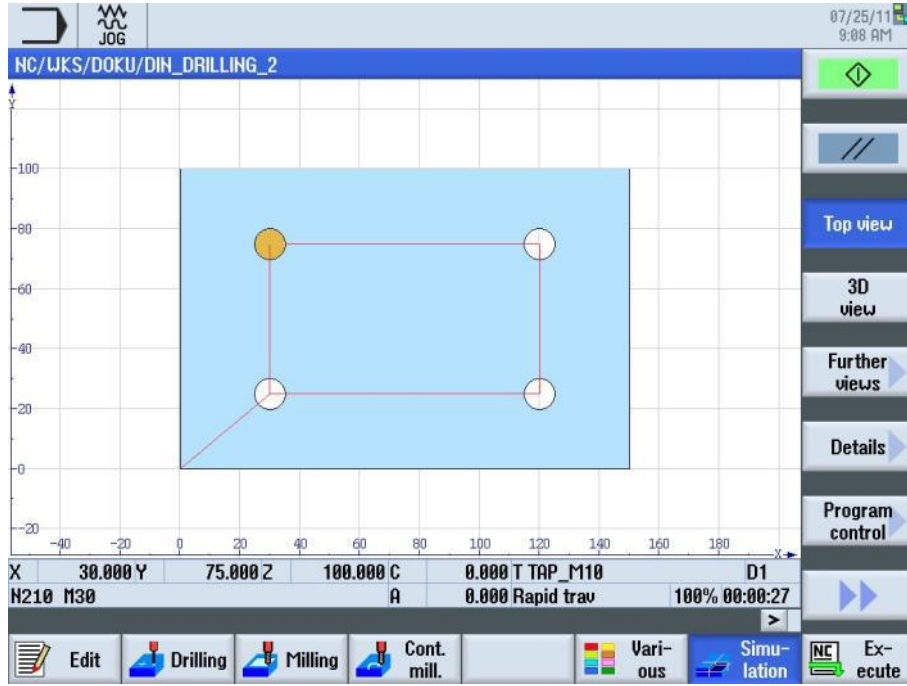 JOG
07/25/11
9:08 AM
NC/WKS/DOKU/DIN_DRILLING_2
Y
100
80
60
40
20
0
-20
-40 -20 0 20 40 60 80 100 120 140 160 180
X
X 30.000 Y 75.000 Z 100.000 C 0.000 T TAP_M10 D1
N210 M30 A 0.000 Rapid trav 100% 00:00:27
>
Top view
3D
view
Further
views
Details
Program
control
Edit
Drilling
Milling
Cont.
mill.
Vari-
ous
Simu-
lation
NC
Ex-
ecute